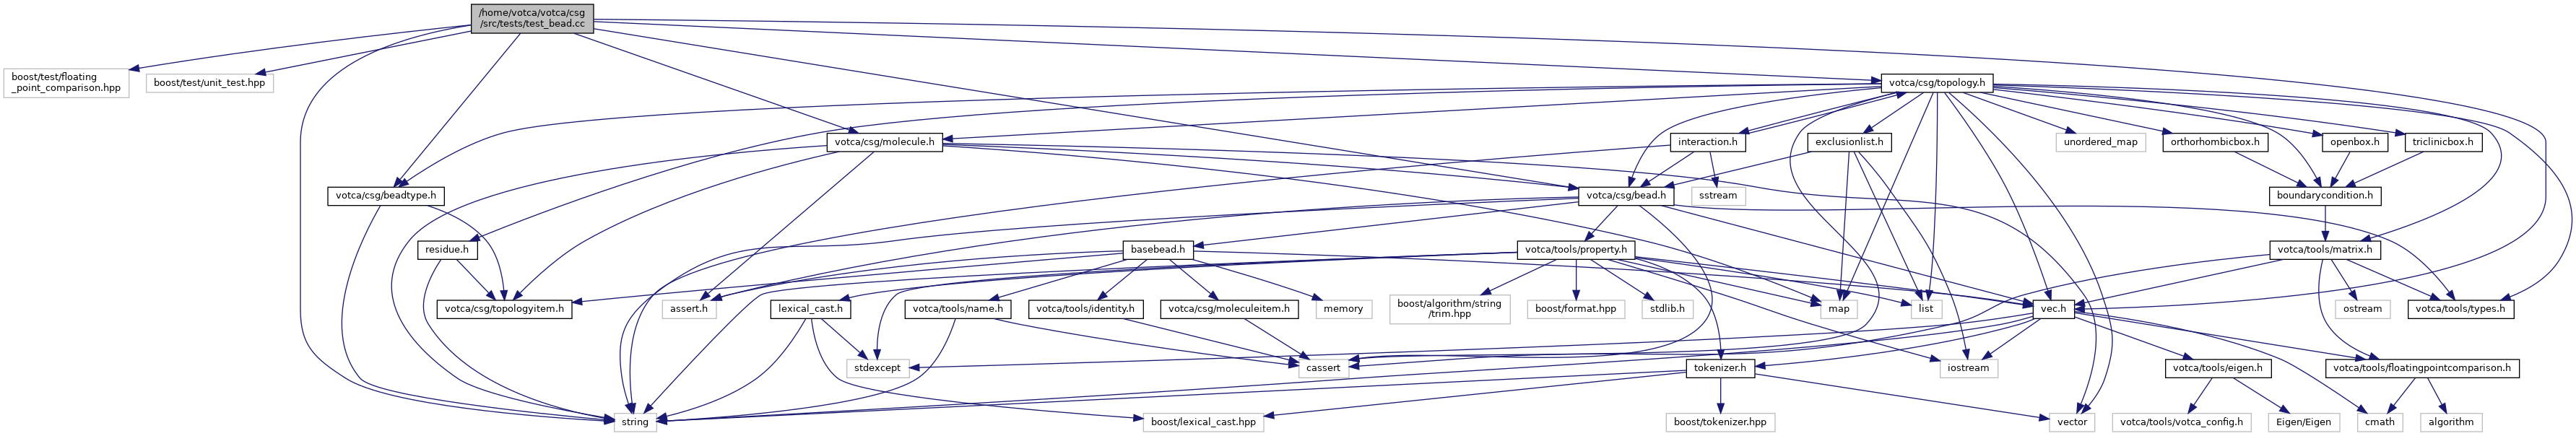 /home/votca/votca/csg
/src/tests/test_bead.cc
boost/test/floating
_point_comparison.hpp
boost/test/unit_test.hpp
votca/csg/topology.h
votca/csg/molecule.h
interaction.h
exclusionlist.h
unordered_map
orthorhombicbox.h
openbox.h
triclinicbox.h
votca/csg/beadtype.h
votca/csg/bead.h
sstream
boundarycondition.h
residue.h
basebead.h
votca/tools/property.h
votca/tools/matrix.h
votca/csg/topologyitem.h
assert.h
lexical_cast.h
votca/tools/name.h
votca/tools/identity.h
votca/csg/moleculeitem.h
memory
boost/algorithm/string
/trim.hpp
boost/format.hpp
stdlib.h
map
list
vec.h
ostream
votca/tools/types.h
stdexcept
cassert
tokenizer.h
iostream
votca/tools/eigen.h
votca/tools/floatingpointcomparison.h
string
boost/lexical_cast.hpp
boost/tokenizer.hpp
vector
votca/tools/votca_config.h
Eigen/Eigen
cmath
algorithm